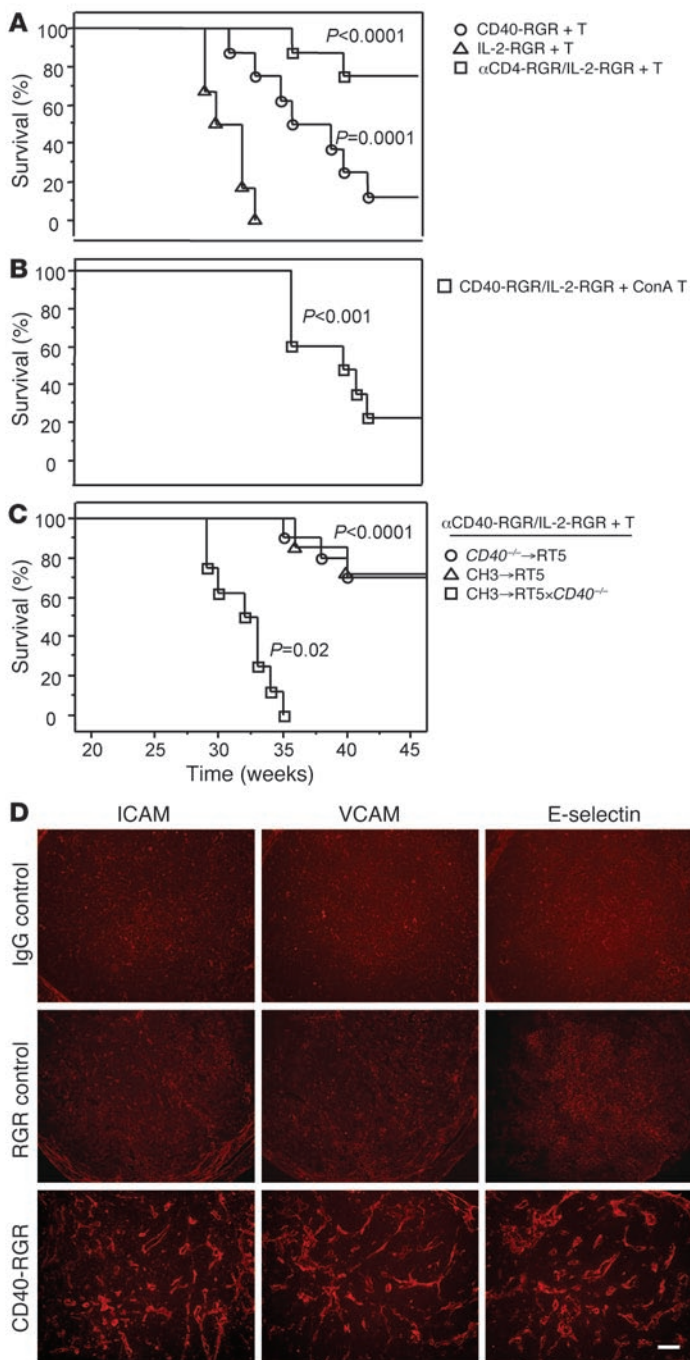 A
Survival (%)
100
80
60
40
20
0
P<0.0001
P=0.0001
CD40-RGR + T
IL-2-RGR + T
αCD4-RGR/IL-2-RGR + T
B
Survival (%)
100
80
60
40
20
0
P<0.001
CD40-RGR/IL-2-RGR + ConA T
C
Survival (%)
100
80
60
40
20
0
P<0.0001
P=0.02
αCD40-RGR/IL-2-RGR + T
CD40⁻/⁻→RT5
CH3→RT5
CH3→RT5×CD40⁻/⁻
20 25 30 35 40 45
Time (weeks)
D
ICAM VCAM E-selectin
IgG control
RGR control
CD40-RGR